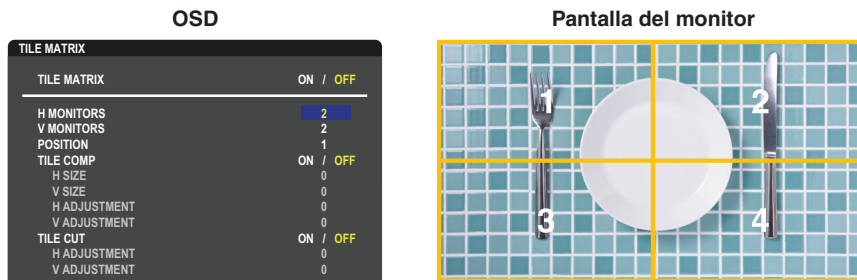 OSD
Pantalla del monitor
TILE MATRIX
TILE MATRIX ON / OFF
H MONITORS 2
V MONITORS 2
POSITION 1
TILE COMP ON / OFF
H SIZE 0
V SIZE 0
H ADJUSTMENT 0
V ADJUSTMENT 0
TILE CUT ON / OFF
H ADJUSTMENT 0
V ADJUSTMENT 0
1 2
3 4